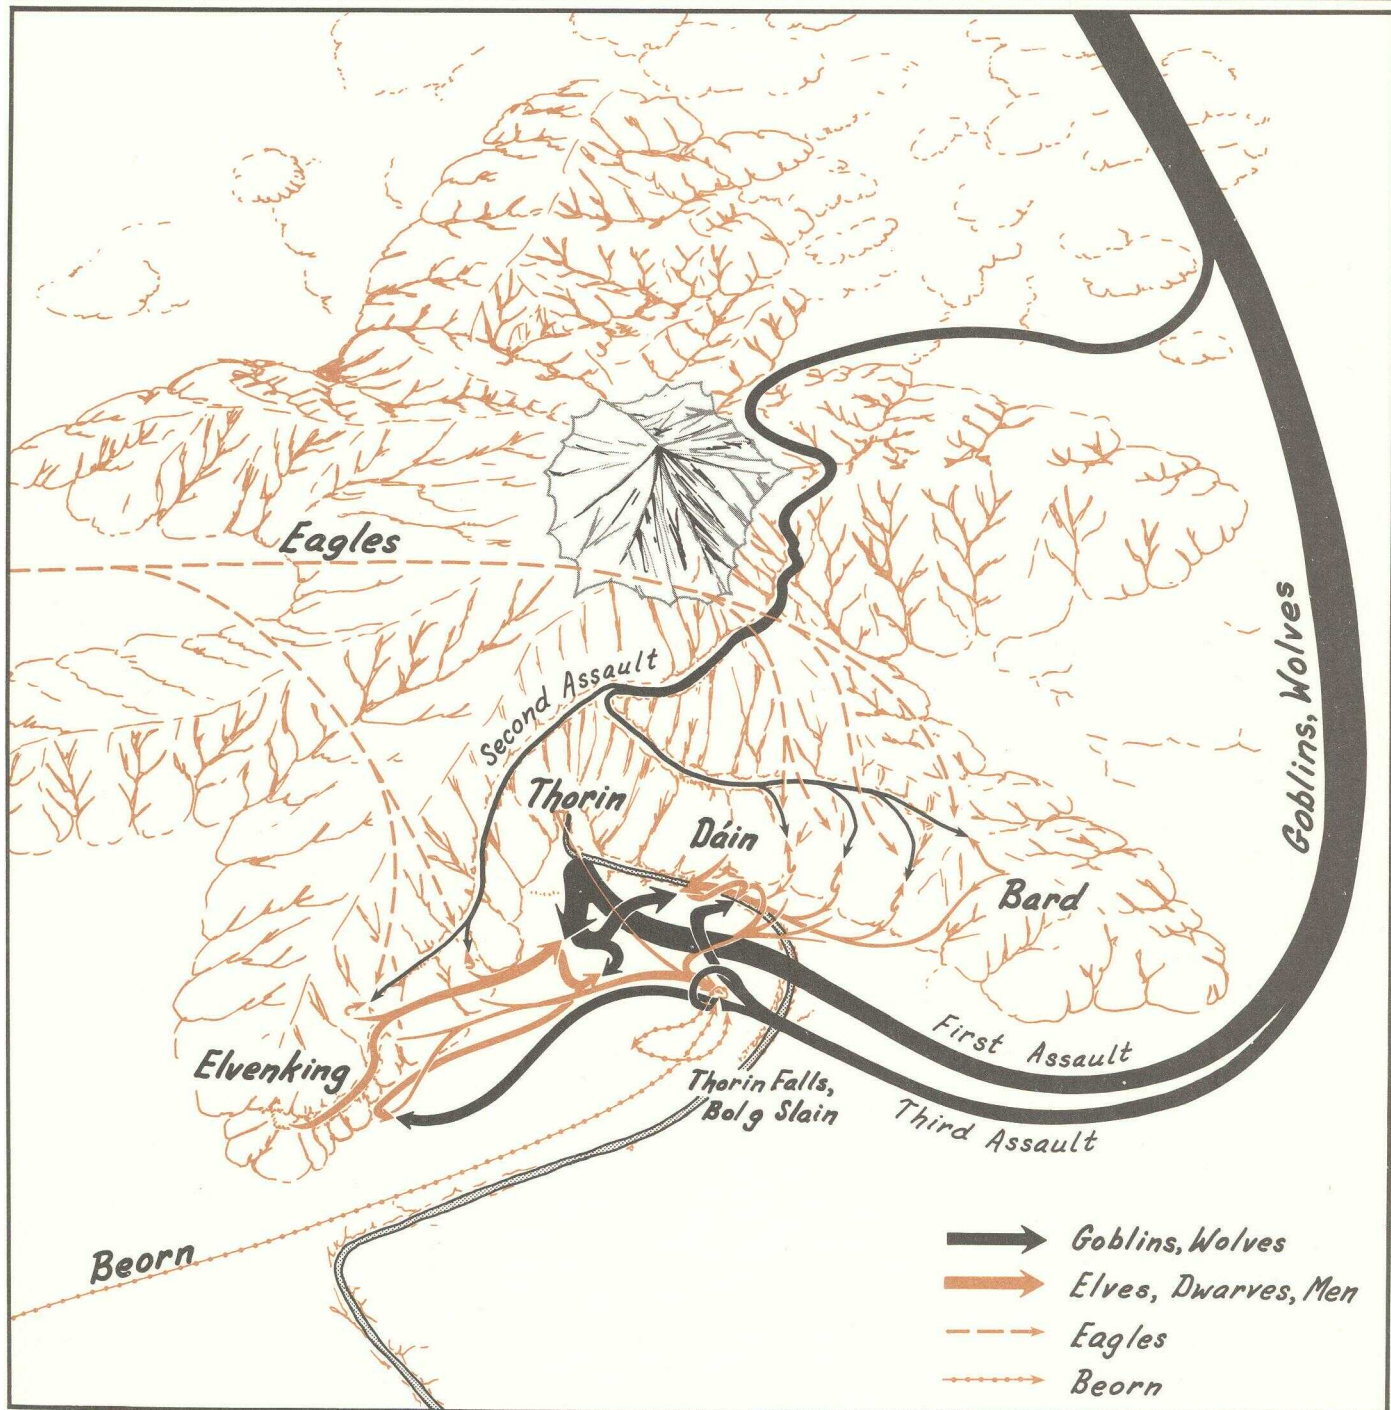 Eagles
Goblins, Wolves
Second Assault
Thorin
Dáin
Bard
First Assault
Elvenking
Thorin Falls,
Bolg Slain
Third Assault
Beorn
Goblins, Wolves
Elves, Dwarves, Men
Eagles
Beorn